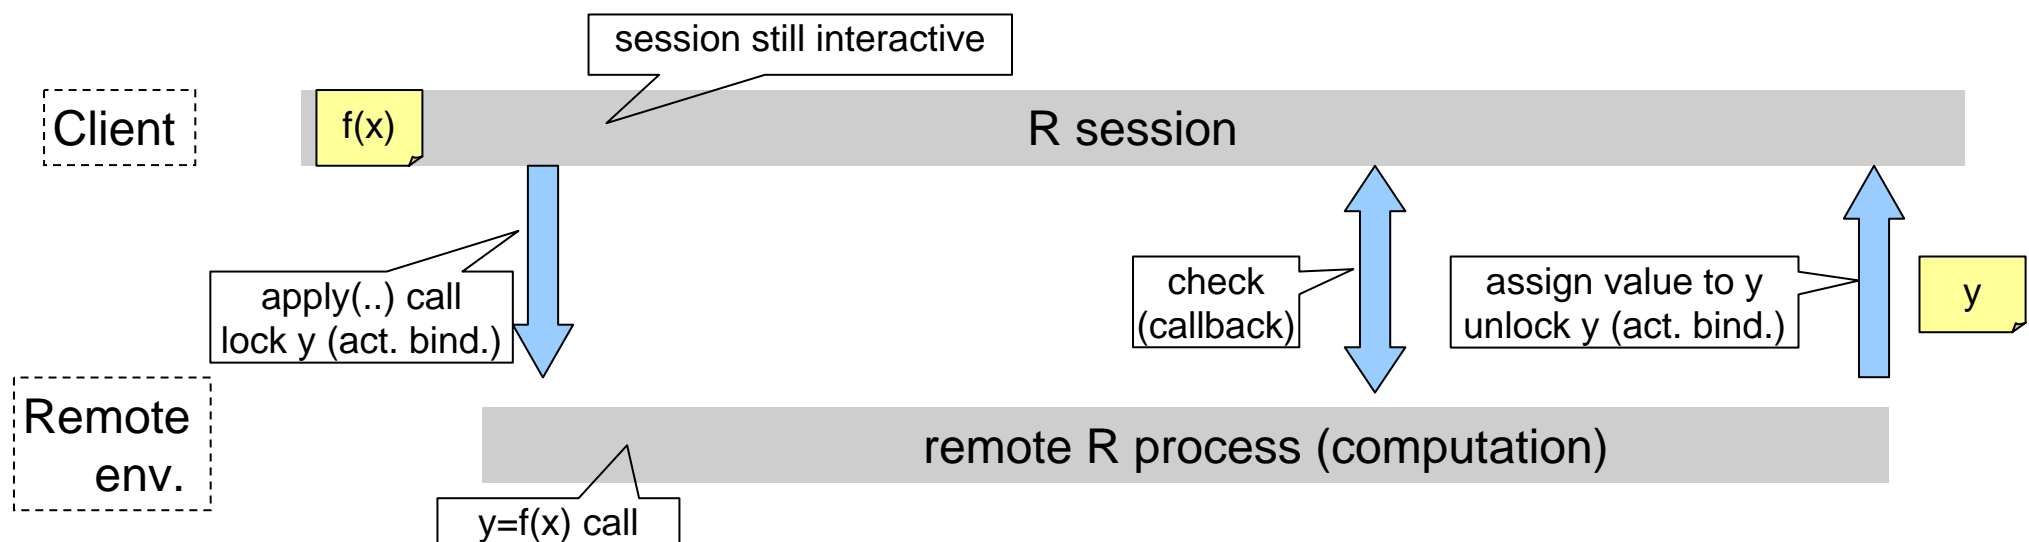 session still interactive
Client
f(x)
R session
apply(..) call
lock y (act. bind.)
check
(callback)
assign value to y
unlock y (act. bind.)
y
Remote
env.
remote R process (computation)
y=f(x) call